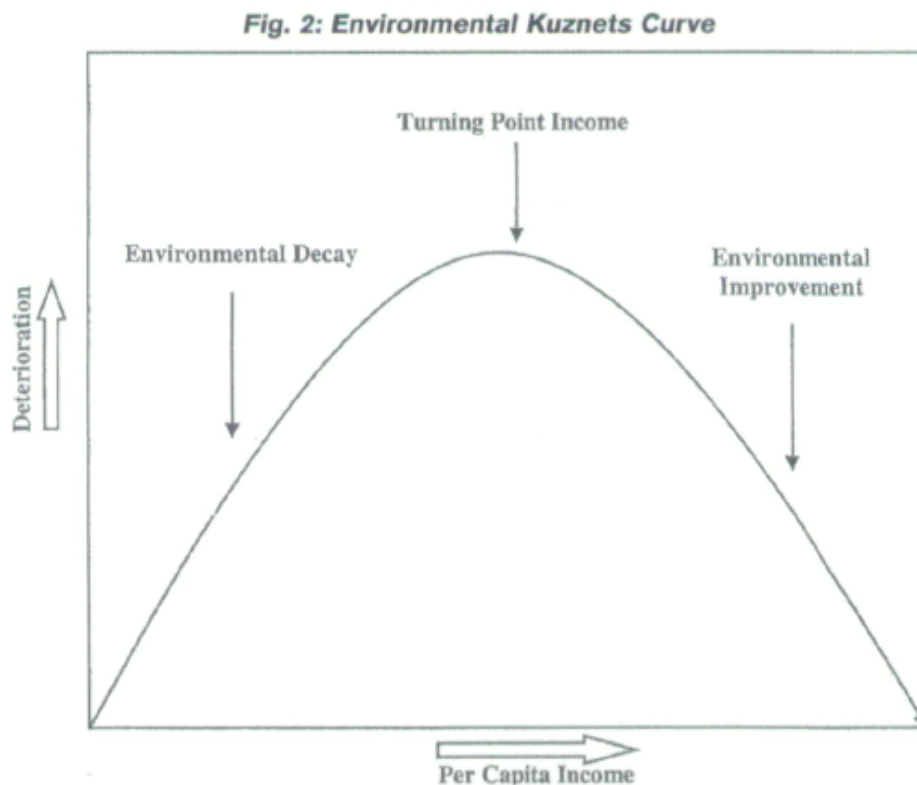 Fig. 2: Environmental Kuznets Curve
Turning Point Income
Environmental Decay
Environmental
Improvement
Deterioration
Per Capita Income